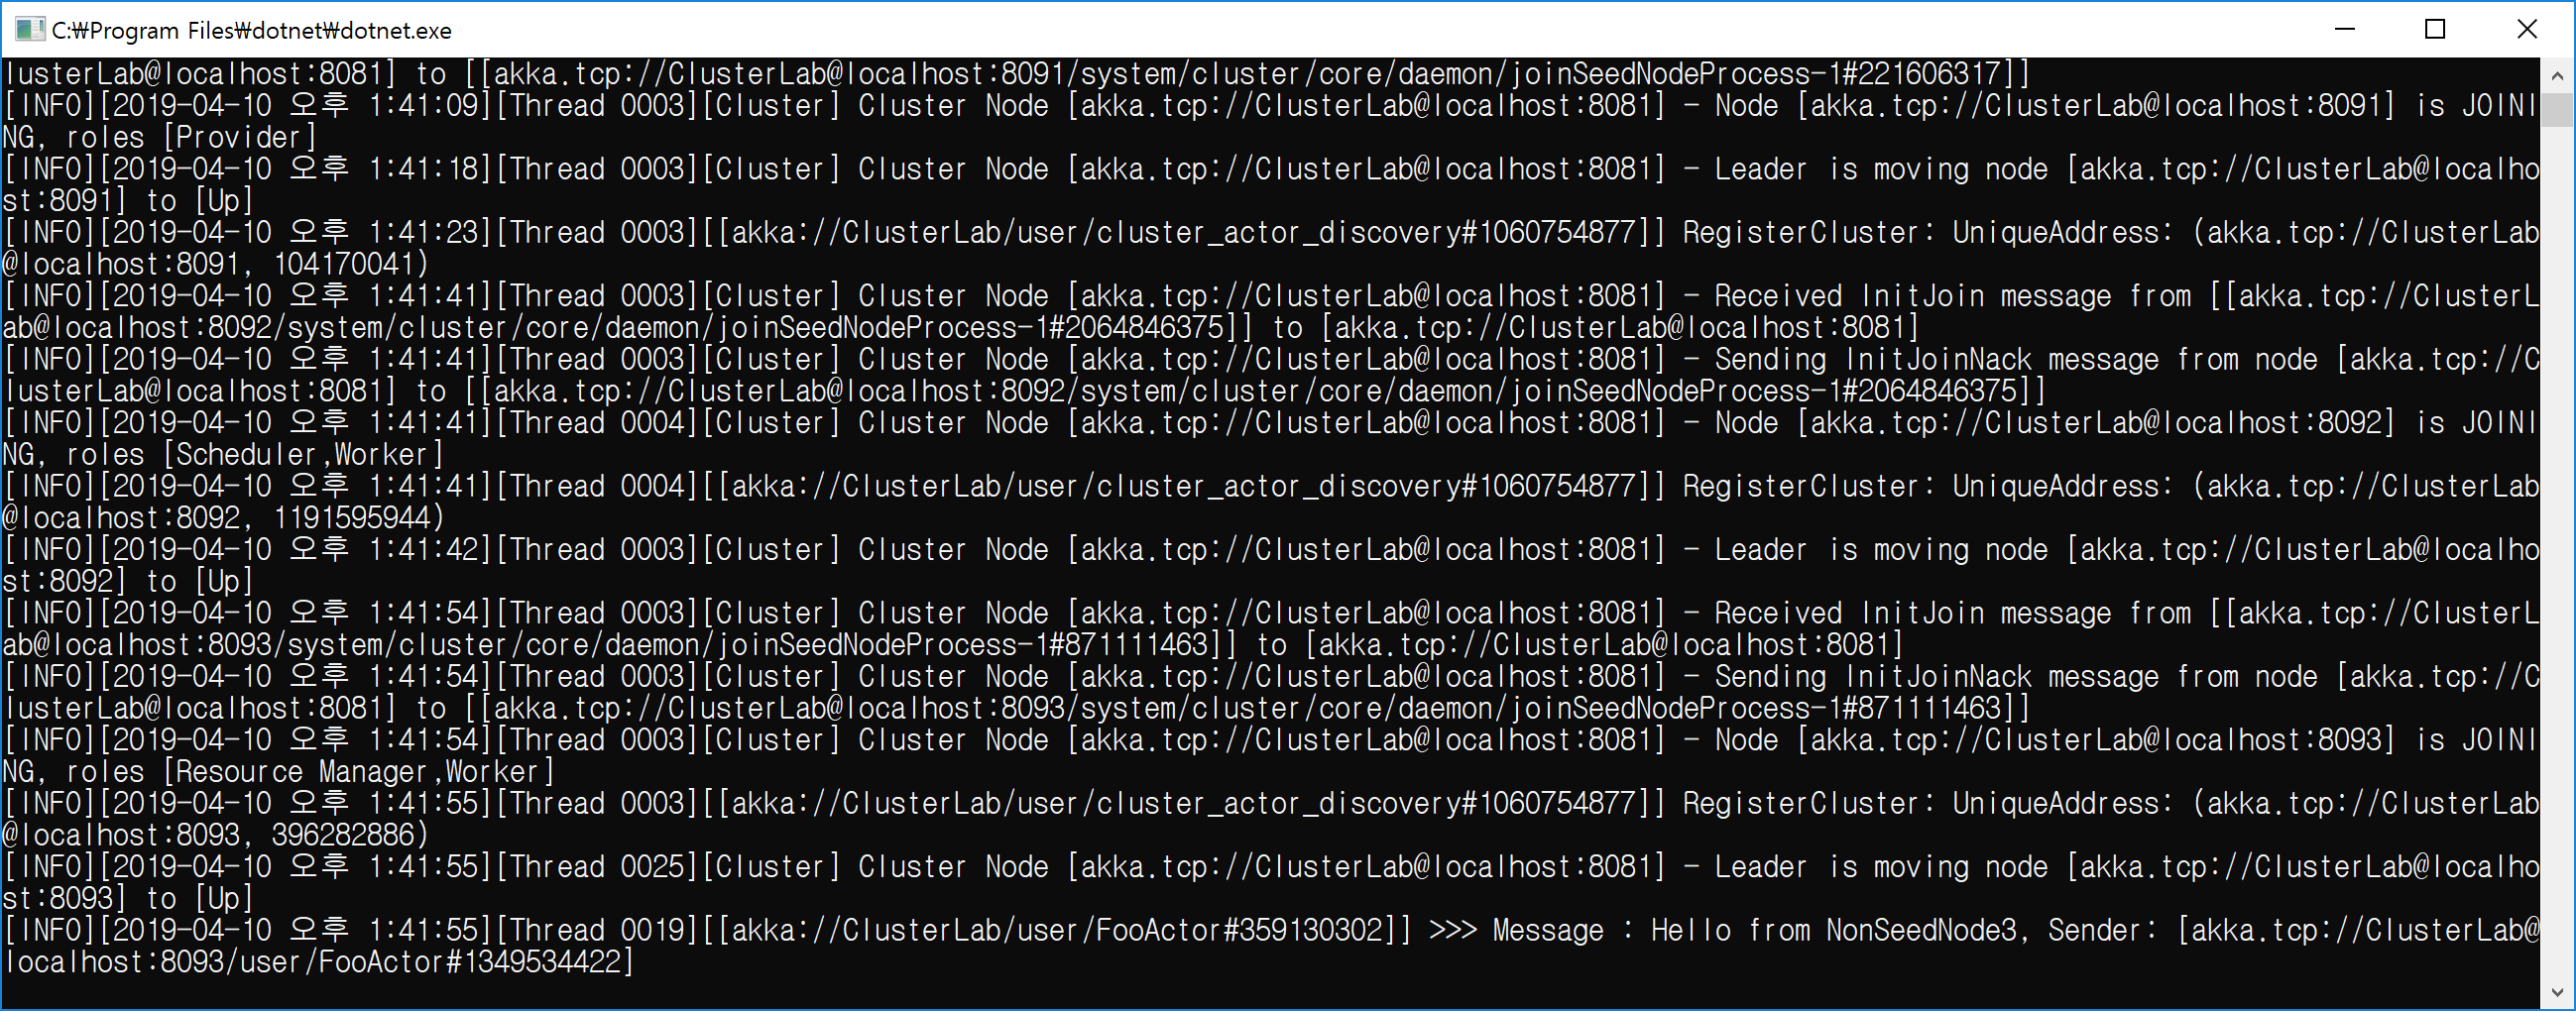 C:₩Program Files₩dotnet₩dotnet.exe
lusterLab@localhost:8081] to [[akka.tcp://ClusterLab@localhost:8091/system/cluster/core/daemon/joinSeedNodeProcess-1#221606317]]
[INFO][2019-04-10 오후 1:41:09][Thread 0003][Cluster] Cluster Node [akka.tcp://ClusterLab@localhost:8081] - Node [akka.tcp://ClusterLab@localhost:8091] is JOINI
NG, roles [Provider]
[INFO][2019-04-10 오후 1:41:18][Thread 0003][Cluster] Cluster Node [akka.tcp://ClusterLab@localhost:8081] - Leader is moving node [akka.tcp://ClusterLab@localho
st:8091] to [Up]
[INFO][2019-04-10 오후 1:41:23][Thread 0003][[akka://ClusterLab/user/cluster_actor_discovery#1060754877]] RegisterCluster: UniqueAddress: (akka.tcp://ClusterLab
@localhost:8091, 104170041)
[INFO][2019-04-10 오후 1:41:41][Thread 0003][Cluster] Cluster Node [akka.tcp://ClusterLab@localhost:8081] - Received InitJoin message from [[akka.tcp://ClusterL
ab@localhost:8092/system/cluster/core/daemon/joinSeedNodeProcess-1#2064846375]] to [akka.tcp://ClusterLab@localhost:8081]
[INFO][2019-04-10 오후 1:41:41][Thread 0003][Cluster] Cluster Node [akka.tcp://ClusterLab@localhost:8081] - Sending InitJoinNack message from node [akka.tcp://C
lusterLab@localhost:8081] to [[akka.tcp://ClusterLab@localhost:8092/system/cluster/core/daemon/joinSeedNodeProcess-1#2064846375]]
[INFO][2019-04-10 오후 1:41:41][Thread 0004][Cluster] Cluster Node [akka.tcp://ClusterLab@localhost:8081] - Node [akka.tcp://ClusterLab@localhost:8092] is JOINI
NG, roles [Scheduler,Worker]
[INFO][2019-04-10 오후 1:41:41][Thread 0004][[akka://ClusterLab/user/cluster_actor_discovery#1060754877]] RegisterCluster: UniqueAddress: (akka.tcp://ClusterLab
@localhost:8092, 1191595944)
[INFO][2019-04-10 오후 1:41:42][Thread 0003][Cluster] Cluster Node [akka.tcp://ClusterLab@localhost:8081] - Leader is moving node [akka.tcp://ClusterLab@localho
st:8092] to [Up]
[INFO][2019-04-10 오후 1:41:54][Thread 0003][Cluster] Cluster Node [akka.tcp://ClusterLab@localhost:8081] - Received InitJoin message from [[akka.tcp://ClusterL
ab@localhost:8093/system/cluster/core/daemon/joinSeedNodeProcess-1#871111463]] to [akka.tcp://ClusterLab@localhost:8081]
[INFO][2019-04-10 오후 1:41:54][Thread 0003][Cluster] Cluster Node [akka.tcp://ClusterLab@localhost:8081] - Sending InitJoinNack message from node [akka.tcp://C
lusterLab@localhost:8081] to [[akka.tcp://ClusterLab@localhost:8093/system/cluster/core/daemon/joinSeedNodeProcess-1#871111463]]
[INFO][2019-04-10 오후 1:41:54][Thread 0003][Cluster] Cluster Node [akka.tcp://ClusterLab@localhost:8081] - Node [akka.tcp://ClusterLab@localhost:8093] is JOINI
NG, roles [Resource Manager,Worker]
[INFO][2019-04-10 오후 1:41:55][Thread 0003][[akka://ClusterLab/user/cluster_actor_discovery#1060754877]] RegisterCluster: UniqueAddress: (akka.tcp://ClusterLab
@localhost:8093, 396282886)
[INFO][2019-04-10 오후 1:41:55][Thread 0025][Cluster] Cluster Node [akka.tcp://ClusterLab@localhost:8081] - Leader is moving node [akka.tcp://ClusterLab@localho
st:8093] to [Up]
[INFO][2019-04-10 오후 1:41:55][Thread 0019][[akka://ClusterLab/user/FooActor#359130302]] >>> Message : Hello from NonSeedNode3, Sender: [akka.tcp://ClusterLab@
localhost:8093/user/FooActor#1349534422]